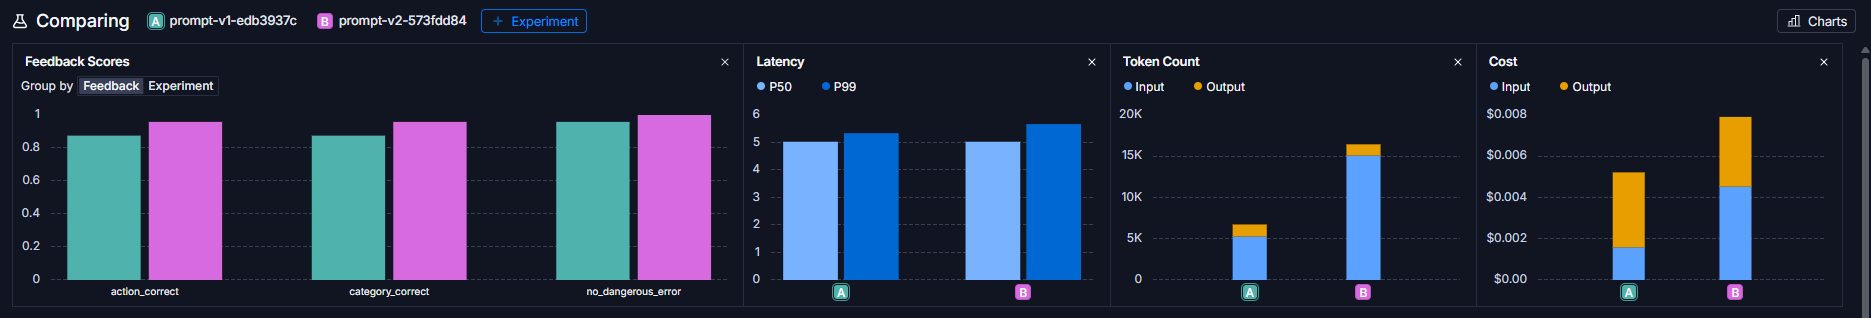 Comparing A prompt-v1-edb3937c B prompt-v2-573fdd84 + Experiment Charts
Feedback Scores
Group by Feedback Experiment
1
0.8
0.6
0.4
0.2
0
action_correct category_correct no_dangerous_error
Latency
P50 P99
6
5
4
3
2
1
0
A B
Token Count
Input Output
20K
15K
10K
5K
0
A B
Cost
Input Output
$0.008
$0.006
$0.004
$0.002
$0.00
A B